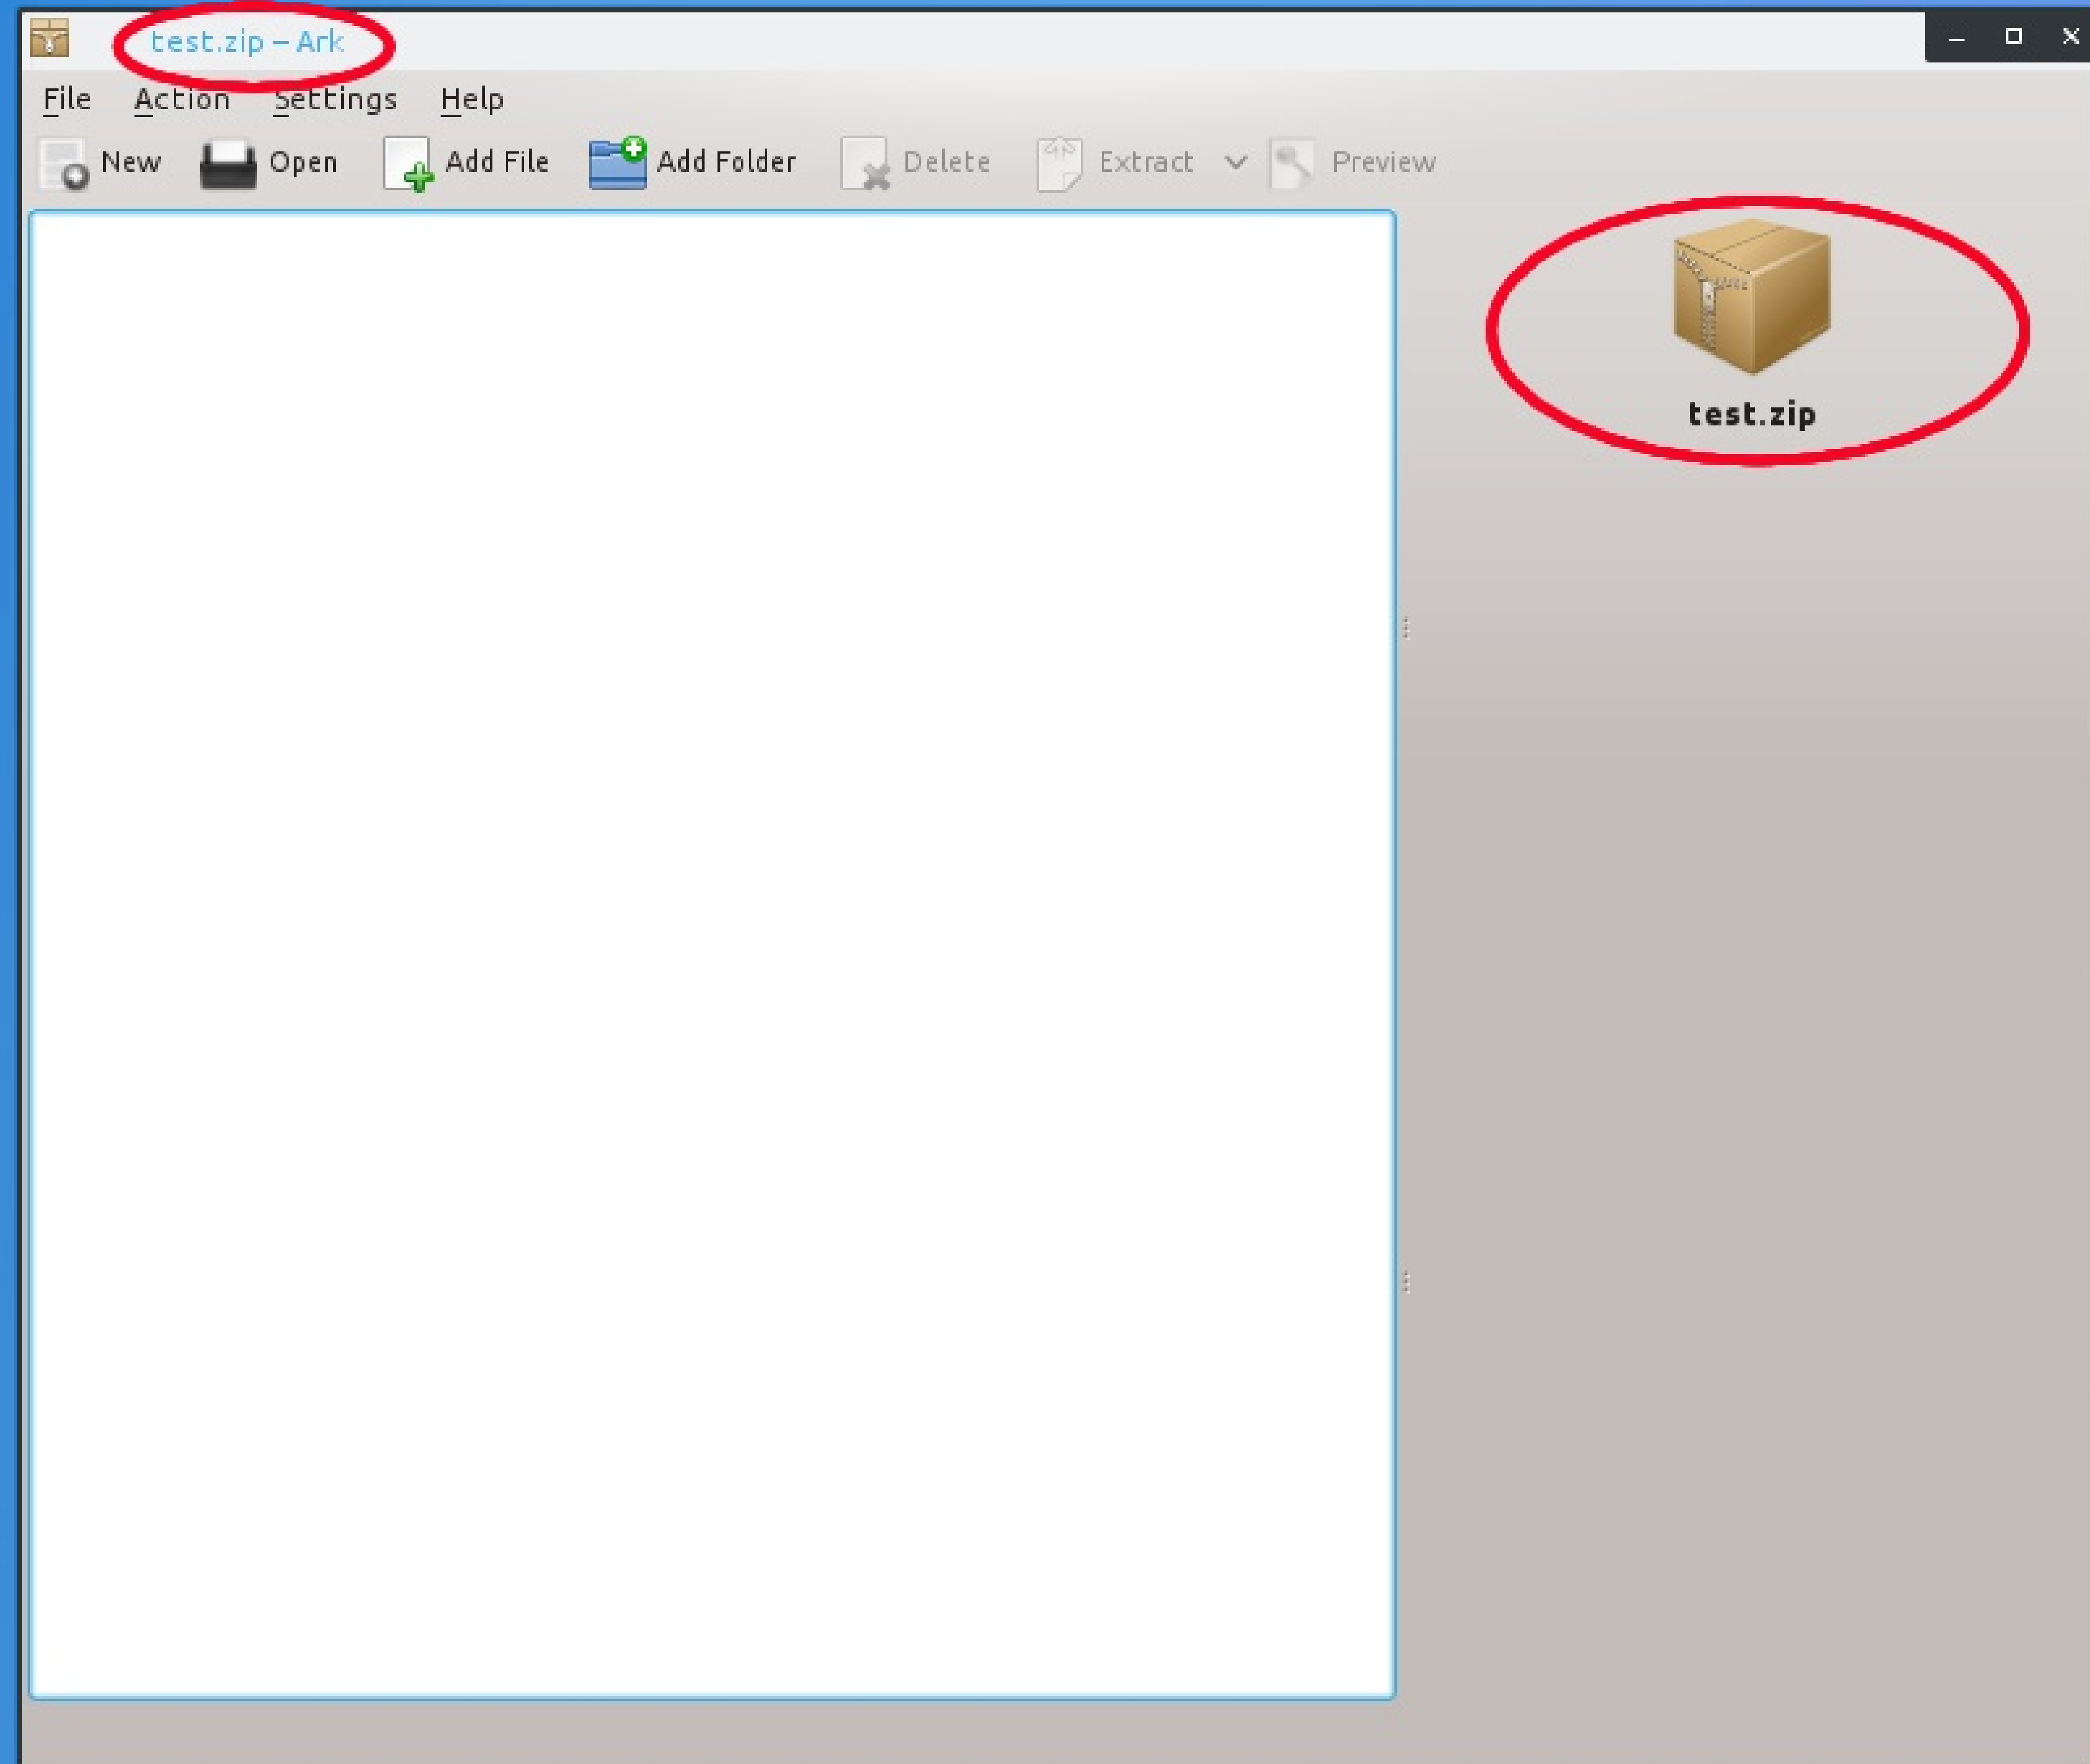 test.zip – Ark
File Action Settings Help
New Open Add File Add Folder Delete Extract Preview
test.zip